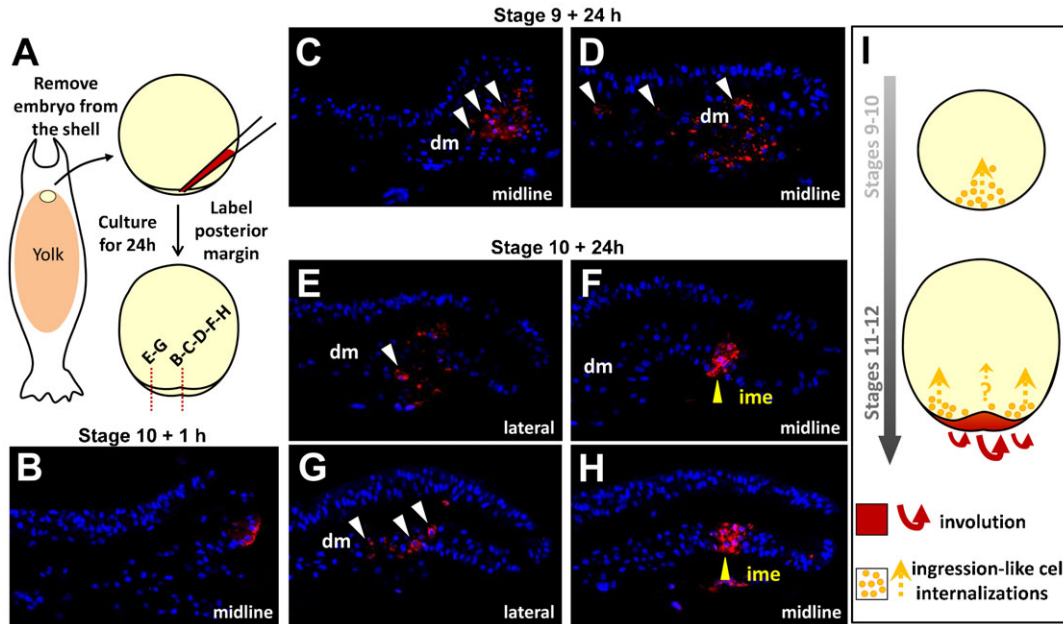 Stage 9 + 24 h
A
Remove
embryo from
the shell
Yolk
Culture
for 24h
Label
posterior
margin
E-G
B-C-D-F-H
C
dm
midline
D
dm
midline
Stage 10 + 24h
E
dm
lateral
F
dm
ime
midline
Stage 10 + 1 h
B
midline
G
dm
lateral
H
ime
midline
I
Stages 9-10
Stages 11-12
?
involution
ingression-like cel
internalizations